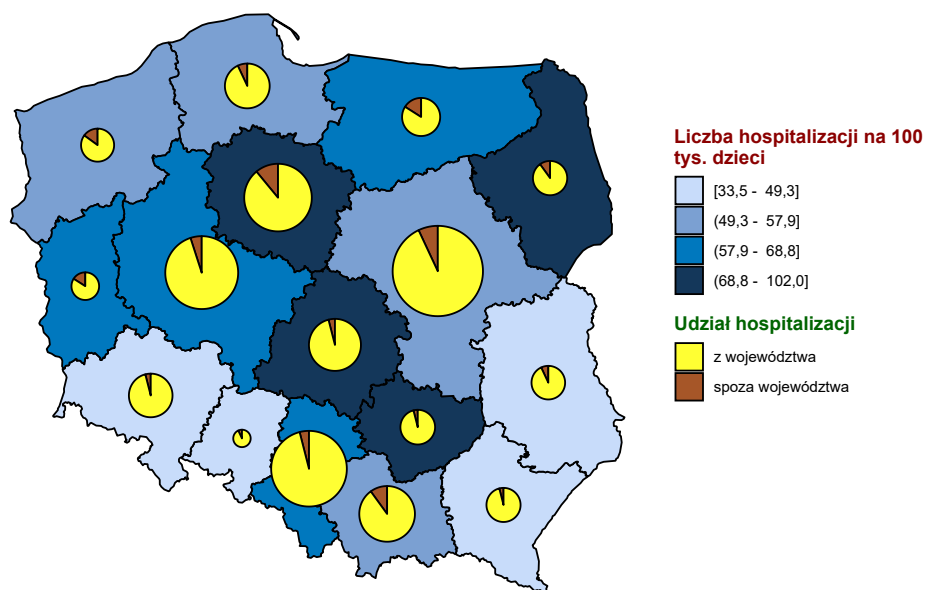 Liczba hospitalizacji na 100
tys. dzieci
[33,5 - 49,3]
(49,3 - 57,9]
(57,9 - 68,8]
(68,8 - 102,0]
Udział hospitalizacji
z województwa
spoza województwa